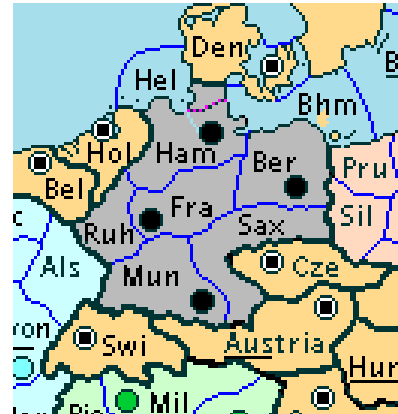 Den
Hel
Bhm
Hol
Ham
Ber
Pru
Bel
Fra
Sil
Ruh
Sax
Als
Mun
Cze
ron
Swi
Austria
Hur
Mil